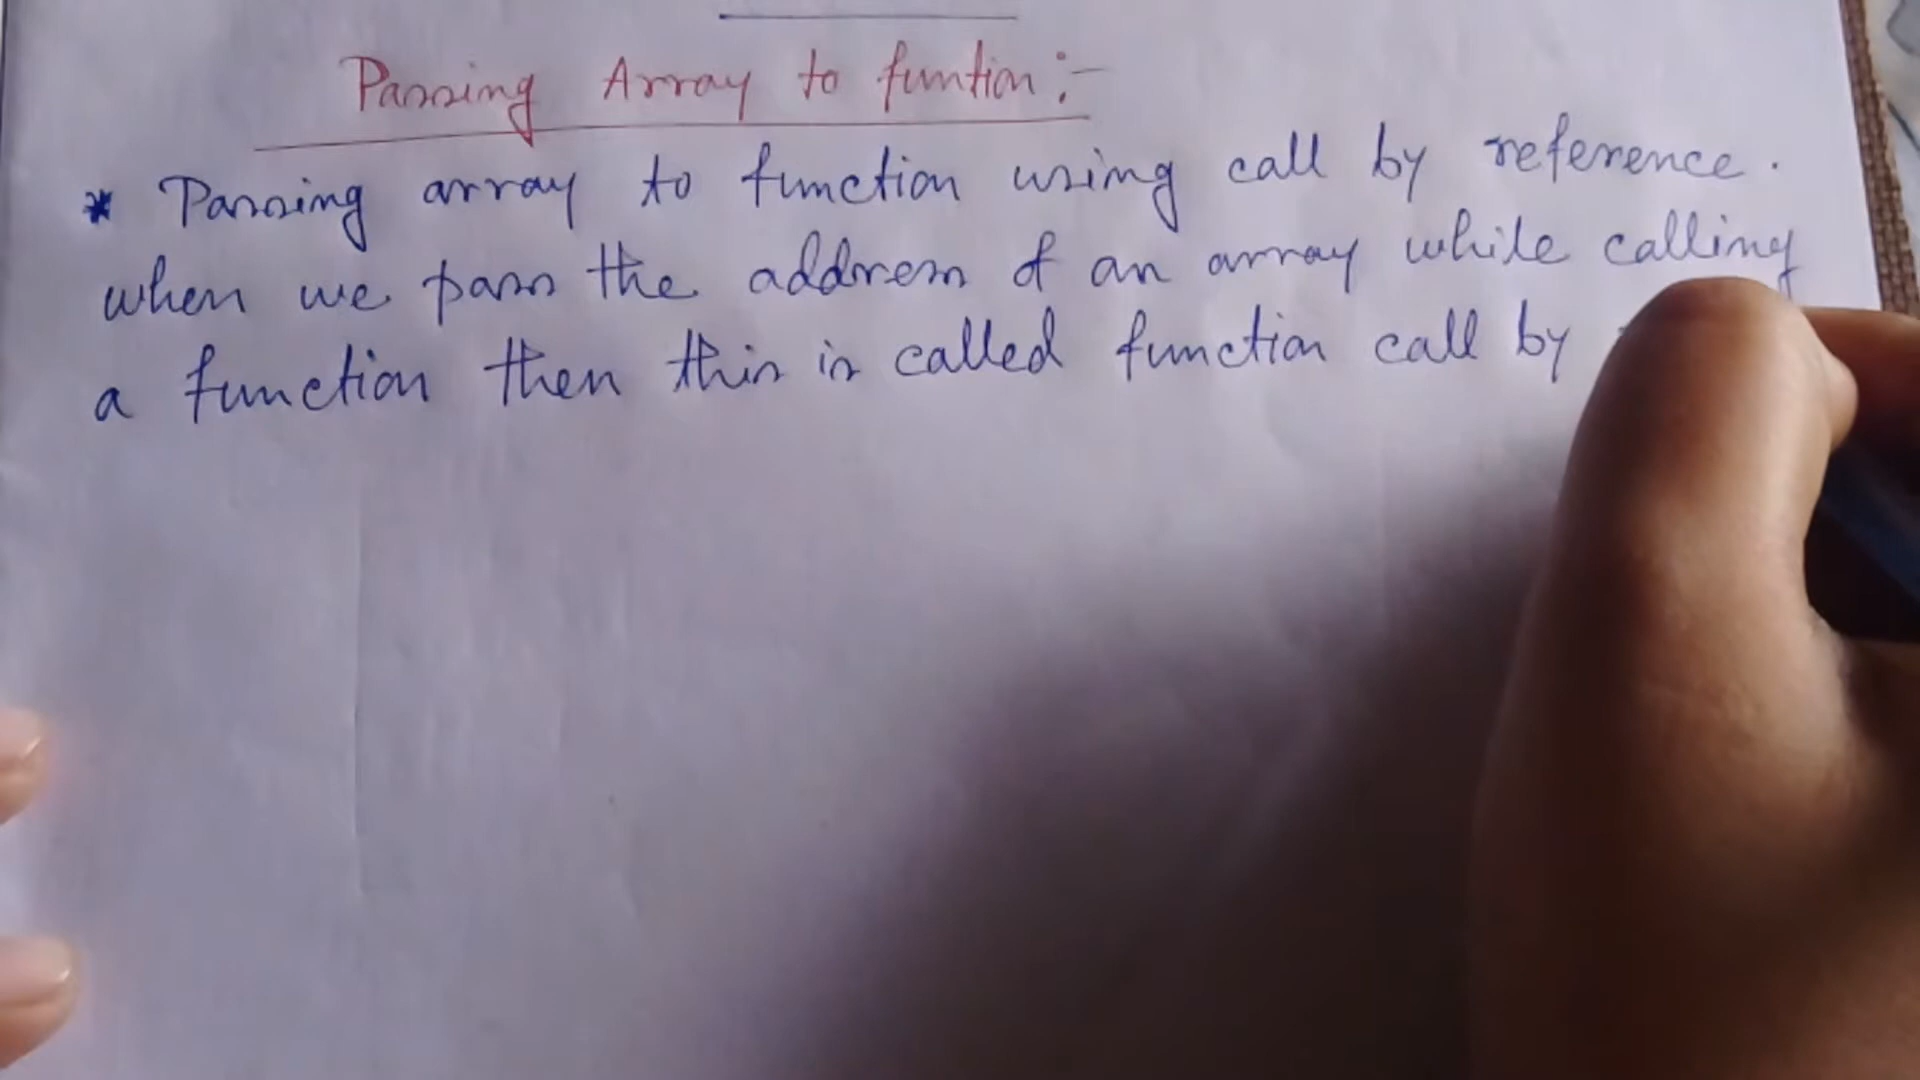 Passing Array to funtion :-
* Passing array to function using call by reference.
when we pass the address of an array while calling
a function then this is called function call by